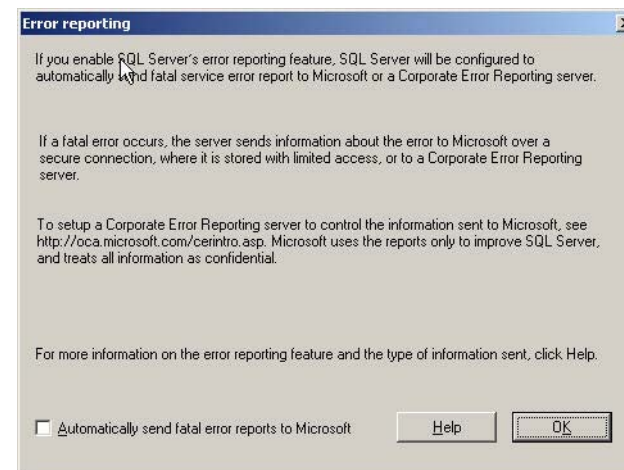 Error reporting
If you enable SQL Server's error reporting feature, SQL Server will be configured to
automatically send fatal service error report to Microsoft or a Corporate Error Reporting server.
If a fatal error occurs, the server sends information about the error to Microsoft over a
secure connection, where it is stored with limited access, or to a Corporate Error Reporting
server.
To setup a Corporate Error Reporting server to control the information sent to Microsoft, see
http://oca.microsoft.com/cerintro.asp. Microsoft uses the reports only to improve SQL Server,
and treats all information as confidential.
For more information on the error reporting feature and the type of information sent, click Help.
Automatically send fatal error reports to Microsoft
Help
OK